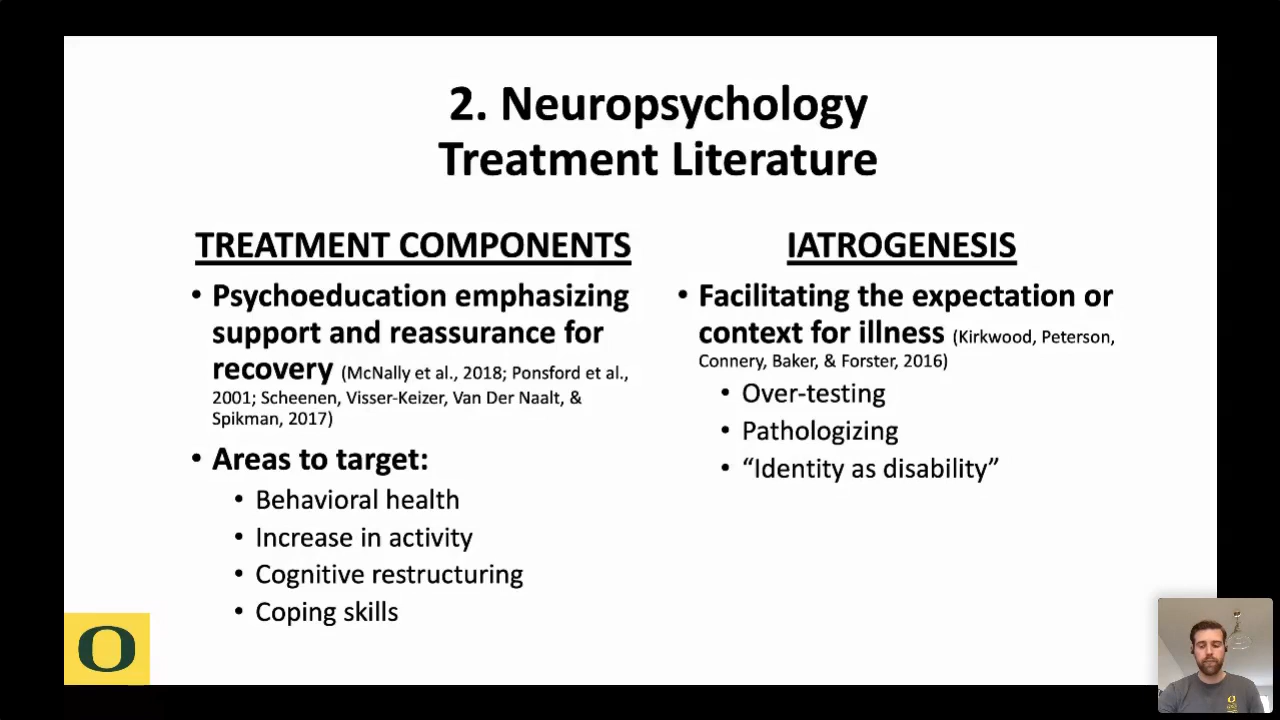 2. Neuropsychology
Treatment Literature
TREATMENT COMPONENTS
• Psychoeducation emphasizing
support and reassurance for
recovery (McNally et al., 2018; Ponsford et al.,
2001; Scheenen, Visser-Keizer, Van Der Naalt, &
Spikman, 2017)
• Areas to target:
• Behavioral health
• Increase in activity
• Cognitive restructuring
• Coping skills
IATROGENESIS
• Facilitating the expectation or
context for illness (Kirkwood, Peterson,
Connery, Baker, & Forster, 2016)
• Over-testing
• Pathologizing
• “Identity as disability”
O